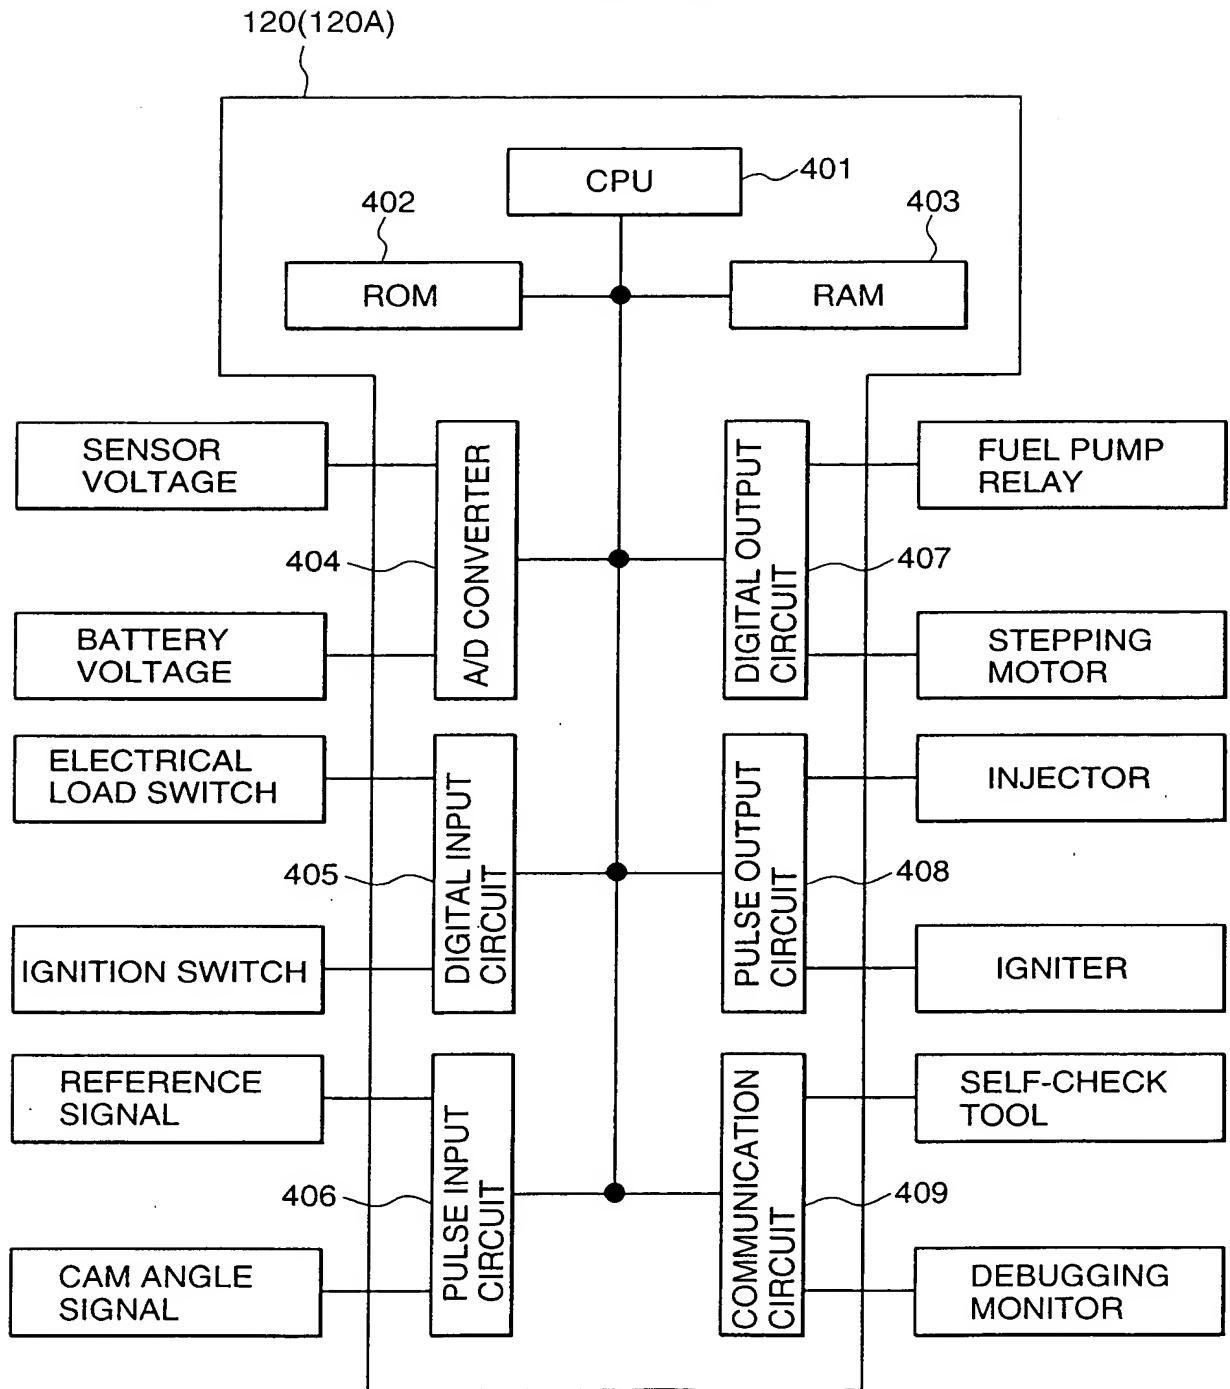 120(120A)
CPU
401
402
403
ROM
RAM
SENSOR
VOLTAGE
404
A/D CONVERTER
BATTERY
VOLTAGE
DIGITAL OUTPUT
CIRCUIT
407
FUEL PUMP
RELAY
STEPPING
MOTOR
ELECTRICAL
LOAD SWITCH
405
DIGITAL INPUT
CIRCUIT
IGNITION SWITCH
PULSE OUTPUT
CIRCUIT
408
INJECTOR
IGNITER
REFERENCE
SIGNAL
406
PULSE INPUT
CIRCUIT
CAM ANGLE
SIGNAL
COMMUNICATION
CIRCUIT
409
SELF-CHECK
TOOL
DEBUGGING
MONITOR